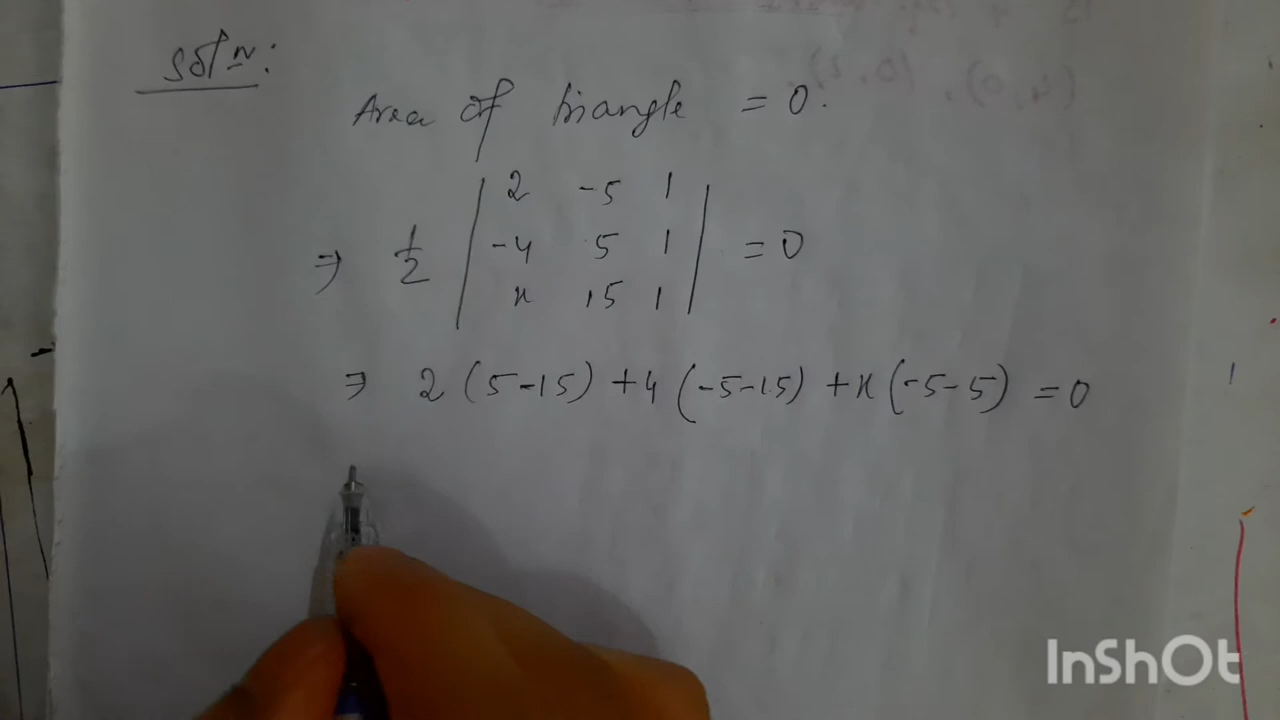 Soln:
Area of triangle = 0.
⇒ 1/2 | 2 -5 1
-4 5 1
x 15 1 | = 0
⇒ 2 (5-15) +4 (-5-15) +x (-5-5) = 0
InShOt